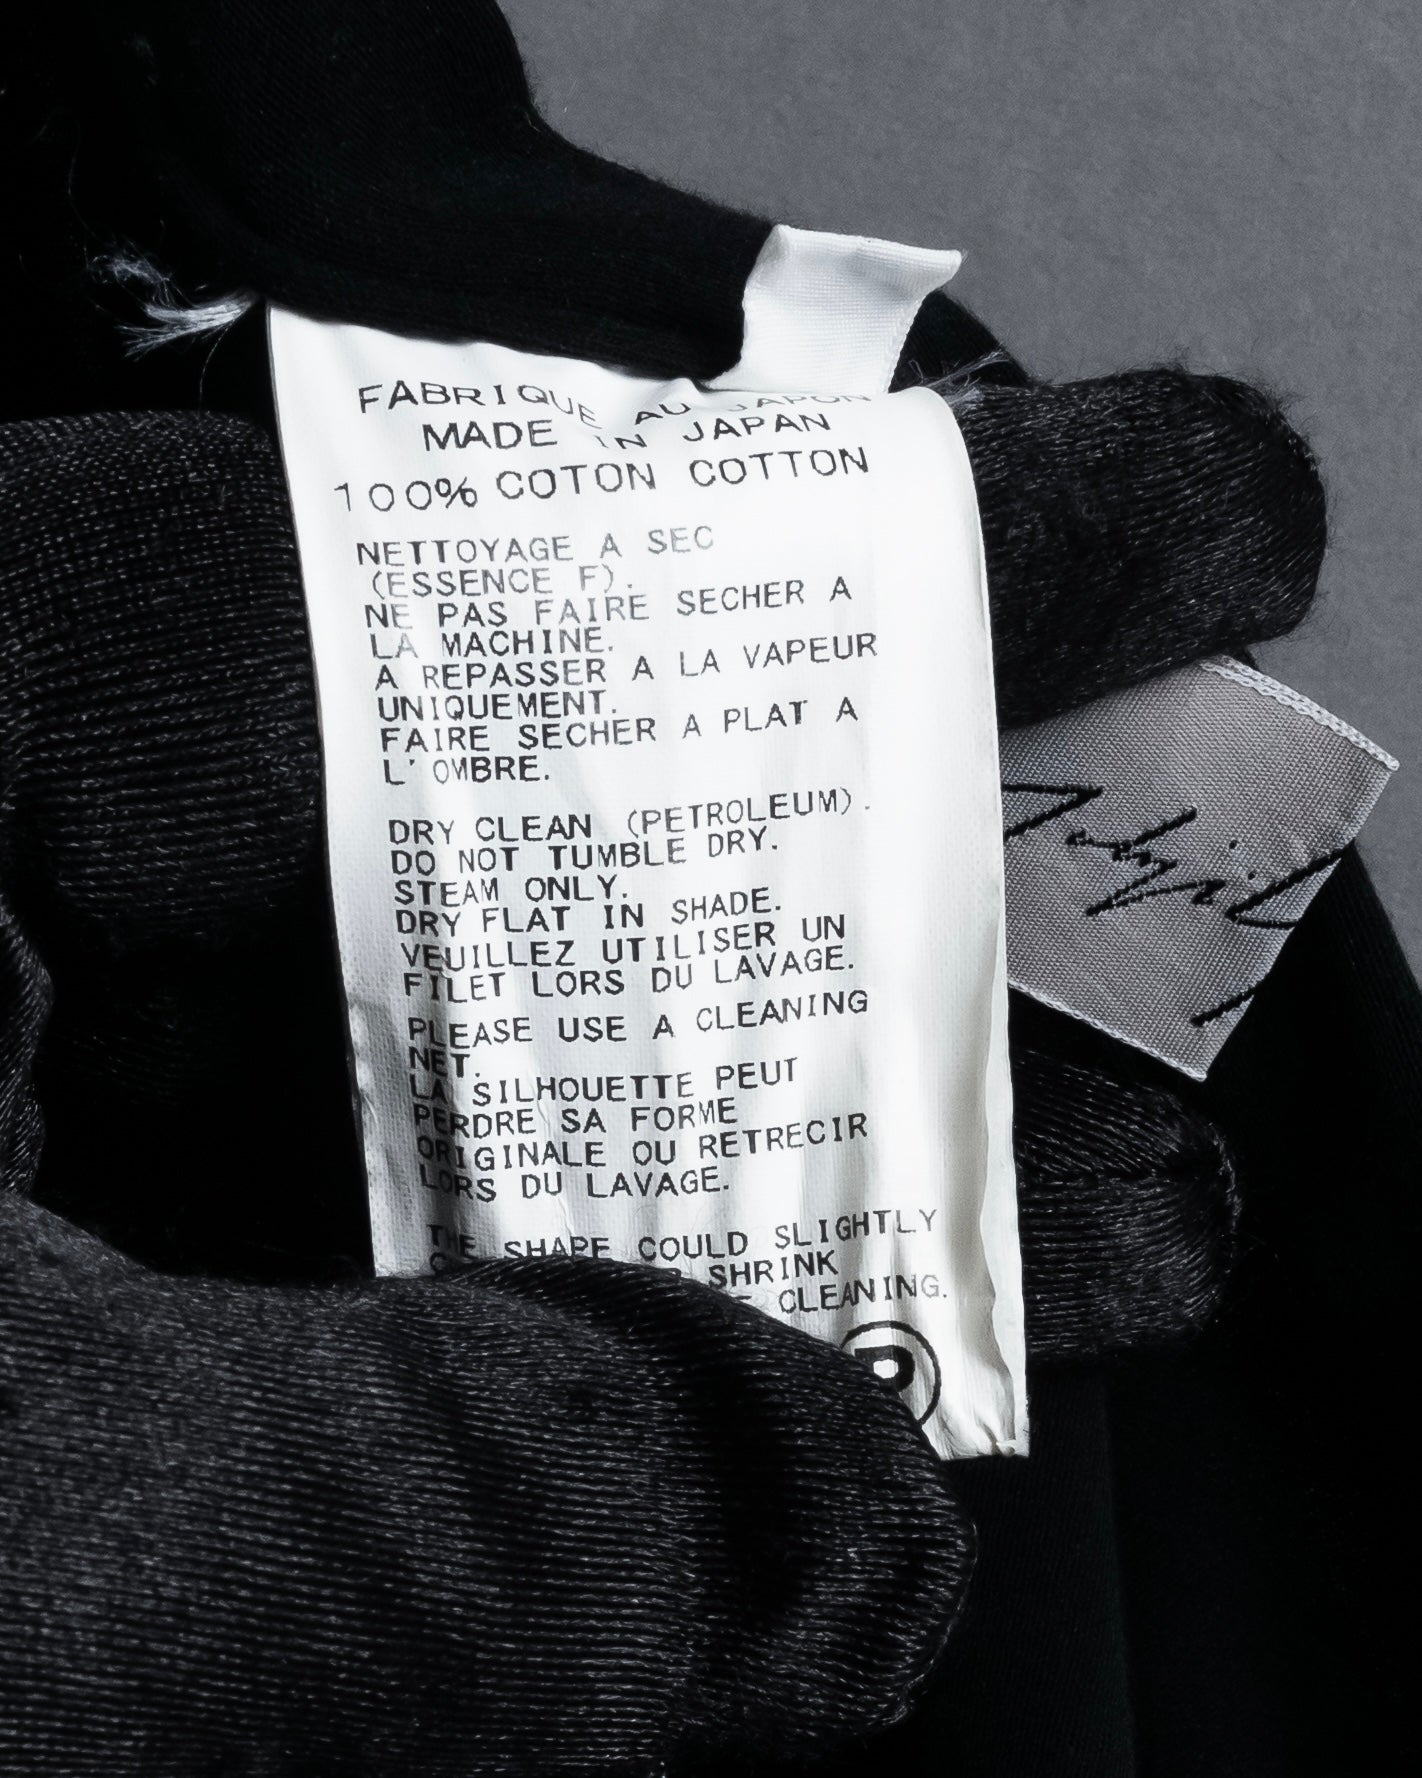 FABRIQUE AU JAPON
MADE IN JAPAN
100% COTON COTTON
NETTOYAGE A SEC
(ESSENCE F).
NE PAS FAIRE SECHER A
LA MACHINE.
A REPASSER A LA VAPEUR
UNIQUEMENT.
FAIRE SECHER A PLAT A
L'OMBRE.
DRY CLEAN (PETROLEUM).
DO NOT TUMBLE DRY.
STEAM ONLY.
DRY FLAT IN SHADE.
VEUILLEZ UTILISER UN
FILET LORS DU LAVAGE.
PLEASE USE A CLEANING
NET.
LA SILHOUETTE PEUT
PERDRE SA FORME
ORIGINALE OU RETRECIR
LORS DU LAVAGE.
THE SHAPE COULD SLIGHTLY
SHRINK
CLEANING.
P